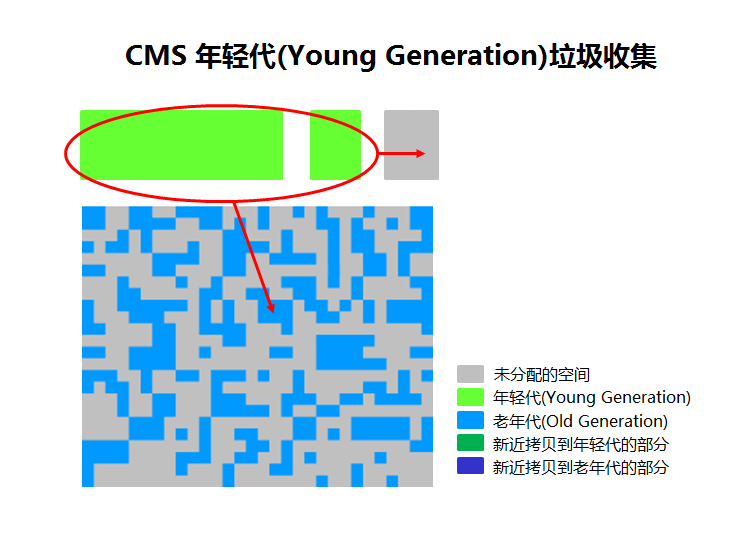 CMS 年轻代(Young Generation)垃圾收集
未分配的空间
年轻代(Young Generation)
老年代(Old Generation)
新近拷贝到年轻代的部分
新近拷贝到老年代的部分